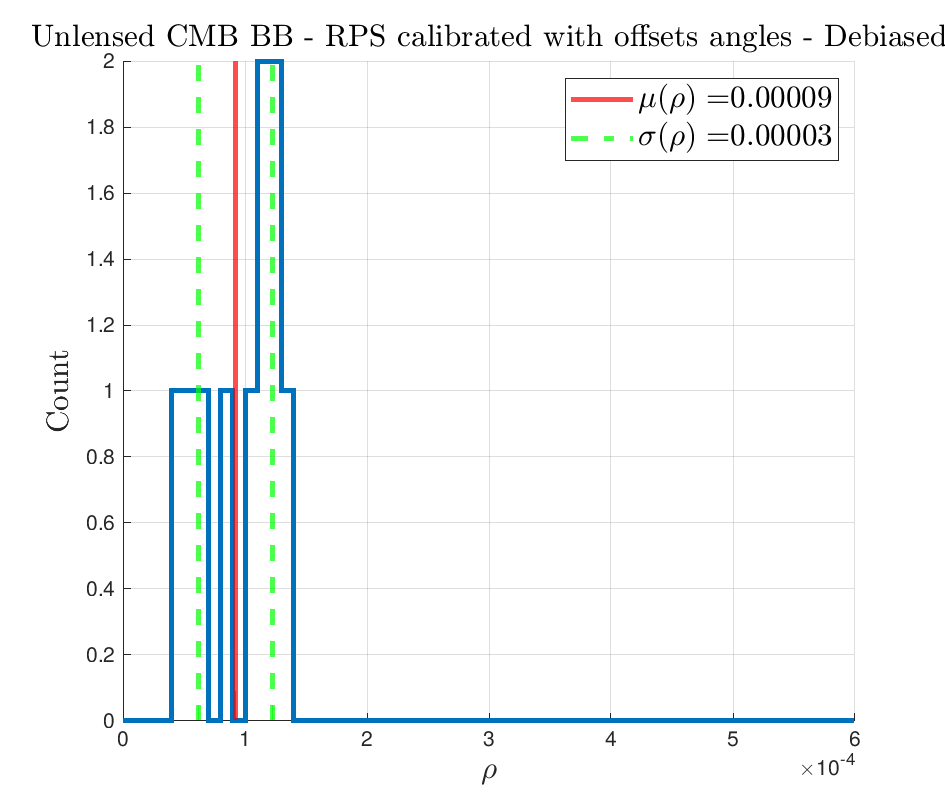 Unlensed CMB BB - RPS calibrated with offsets angles - Debiased
μ(ρ) =0.00009
σ(ρ) =0.00003
2
1.8
1.6
1.4
1.2
1
0.8
0.6
0.4
0.2
0
Count
0 1 2 3 4 5 6
×10⁻⁴
ρ